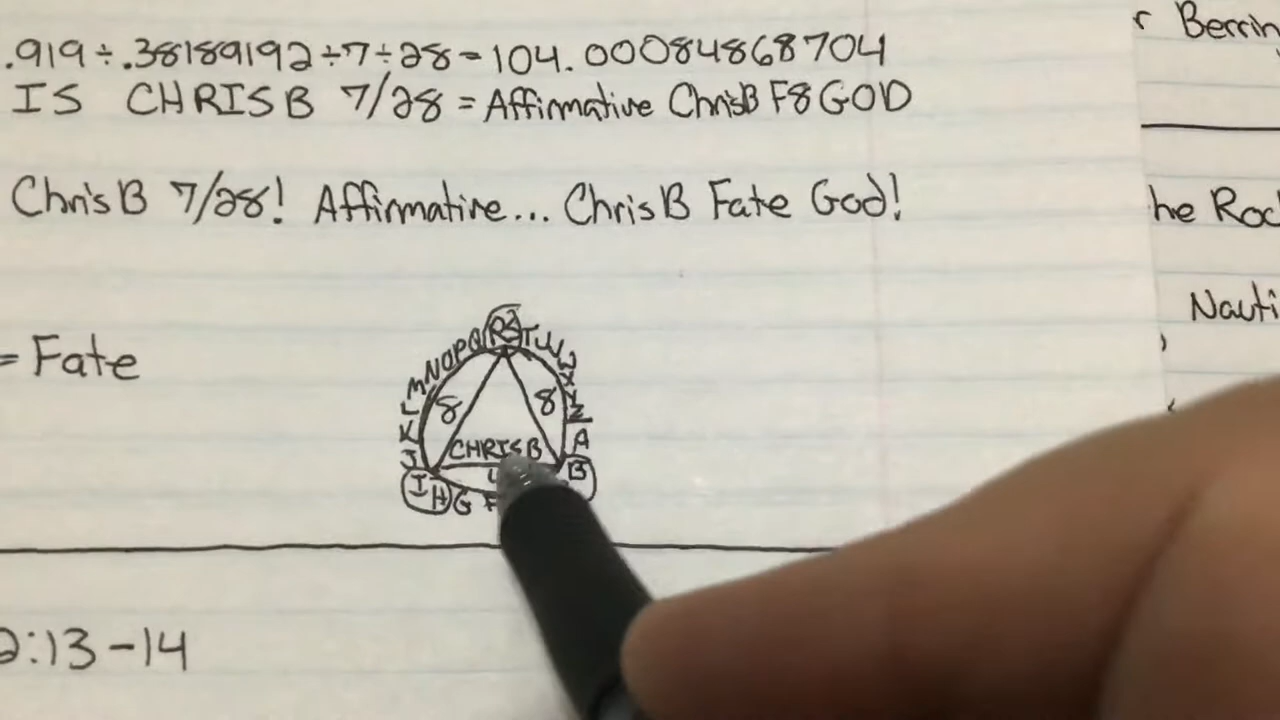 .919÷.38189192÷7÷28=104.00084868704
IS CHRISB 7/28 = Affirmative ChrisB F8 GOD
ChrisB 7/28! Affirmative... ChrisB Fate God!
= Fate
RS
Q T
P U
O V
N W
M X
L Y
K Z
J A
I B
H G F
8 8
CHRISB
2:13-14
r Berrin
he Roc
Nauti